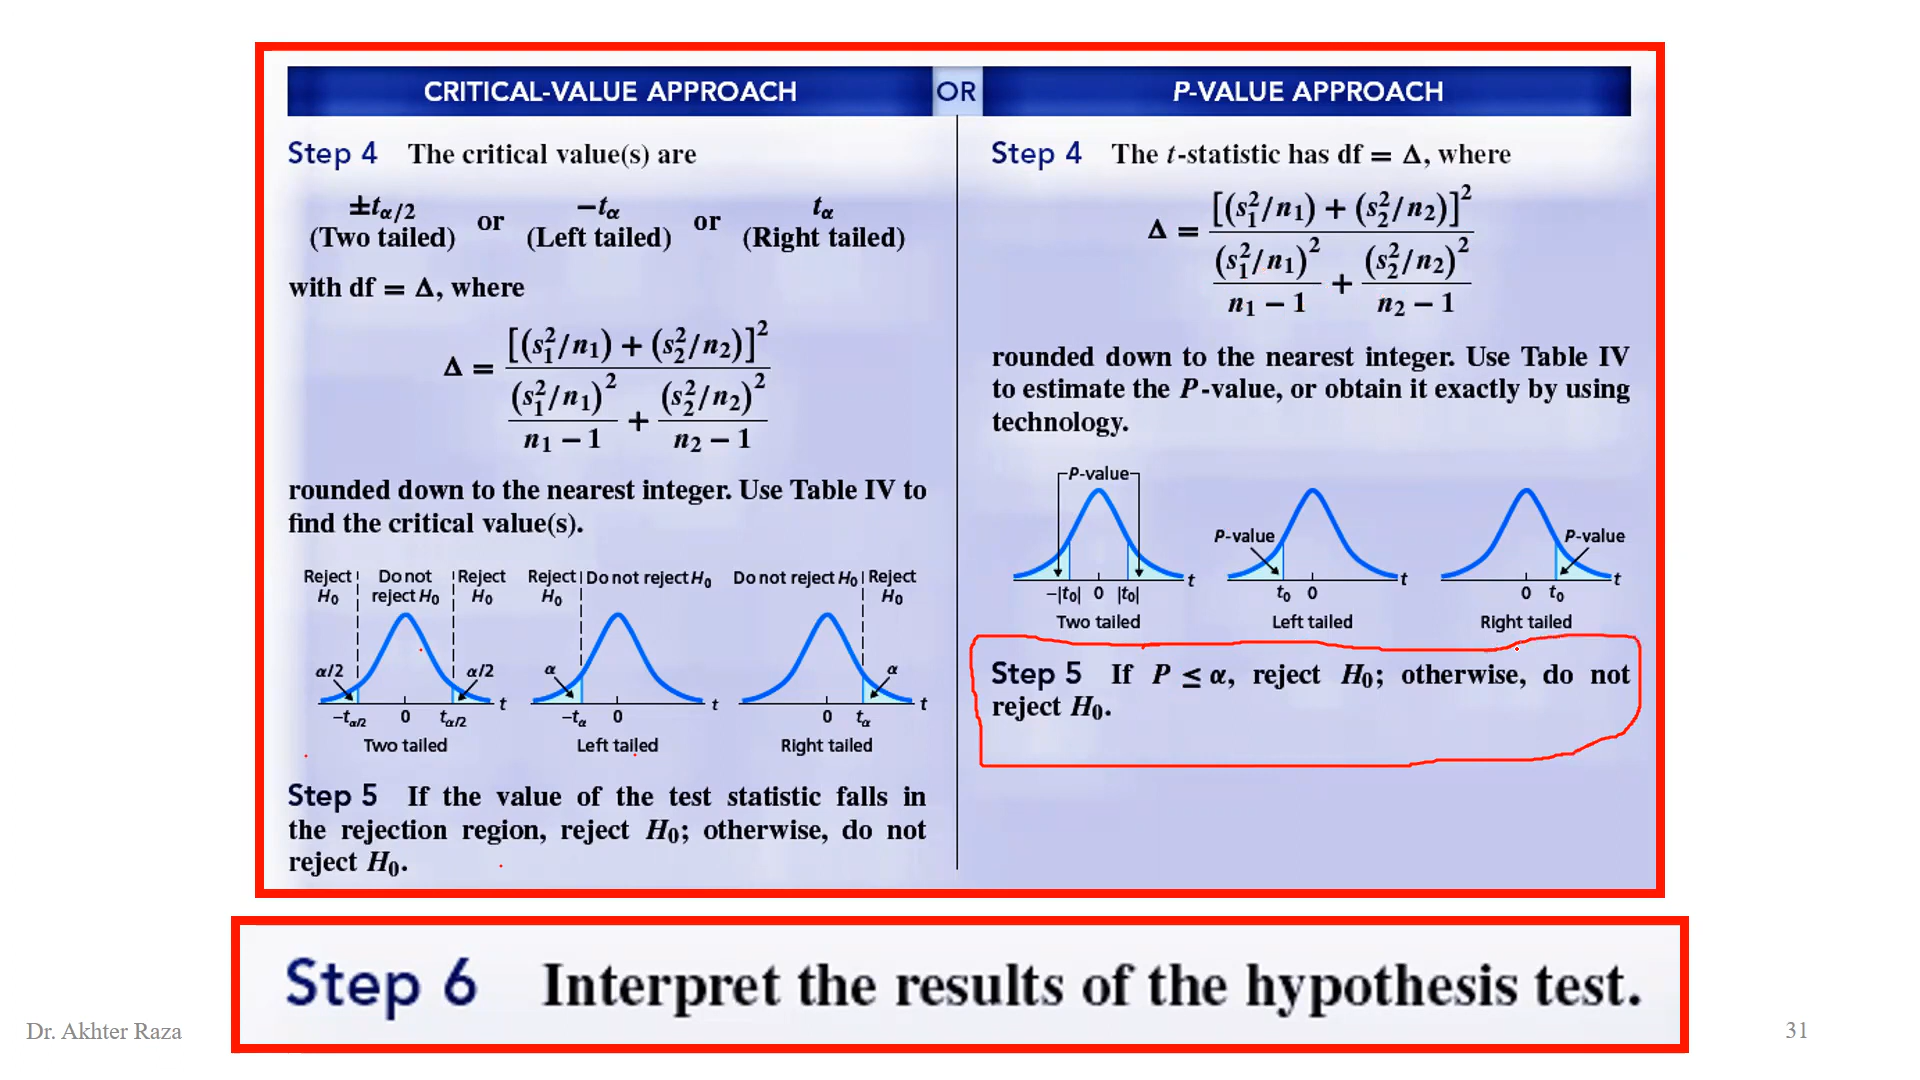 CRITICAL-VALUE APPROACH
OR
P-VALUE APPROACH
Step 4 The critical value(s) are
±tα/2 or −tα or tα
(Two tailed) (Left tailed) (Right tailed)
with df = Δ, where
Δ = [(s₁²/n₁) + (s₂²/n₂)]² / ((s₁²/n₁)²/(n₁ − 1) + (s₂²/n₂)²/(n₂ − 1))
rounded down to the nearest integer. Use Table IV to
find the critical value(s).
Reject H₀ Do not reject H₀ Reject H₀
α/2 α/2
−tα/2 0 tα/2 t
Two tailed
Reject H₀ Do not reject H₀
α
−tα 0 t
Left tailed
Do not reject H₀ Reject H₀
α
0 tα t
Right tailed
Step 5 If the value of the test statistic falls in
the rejection region, reject H₀; otherwise, do not
reject H₀.
Step 4 The t-statistic has df = Δ, where
Δ = [(s₁²/n₁) + (s₂²/n₂)]² / ((s₁²/n₁)²/(n₁ − 1) + (s₂²/n₂)²/(n₂ − 1))
rounded down to the nearest integer. Use Table IV
to estimate the P-value, or obtain it exactly by using
technology.
P-value
−|t₀| 0 |t₀| t
Two tailed
P-value
t₀ 0 t
Left tailed
P-value
0 t₀ t
Right tailed
Step 5 If P ≤ α, reject H₀; otherwise, do not
reject H₀.
Step 6 Interpret the results of the hypothesis test.
Dr. Akhter Raza
31